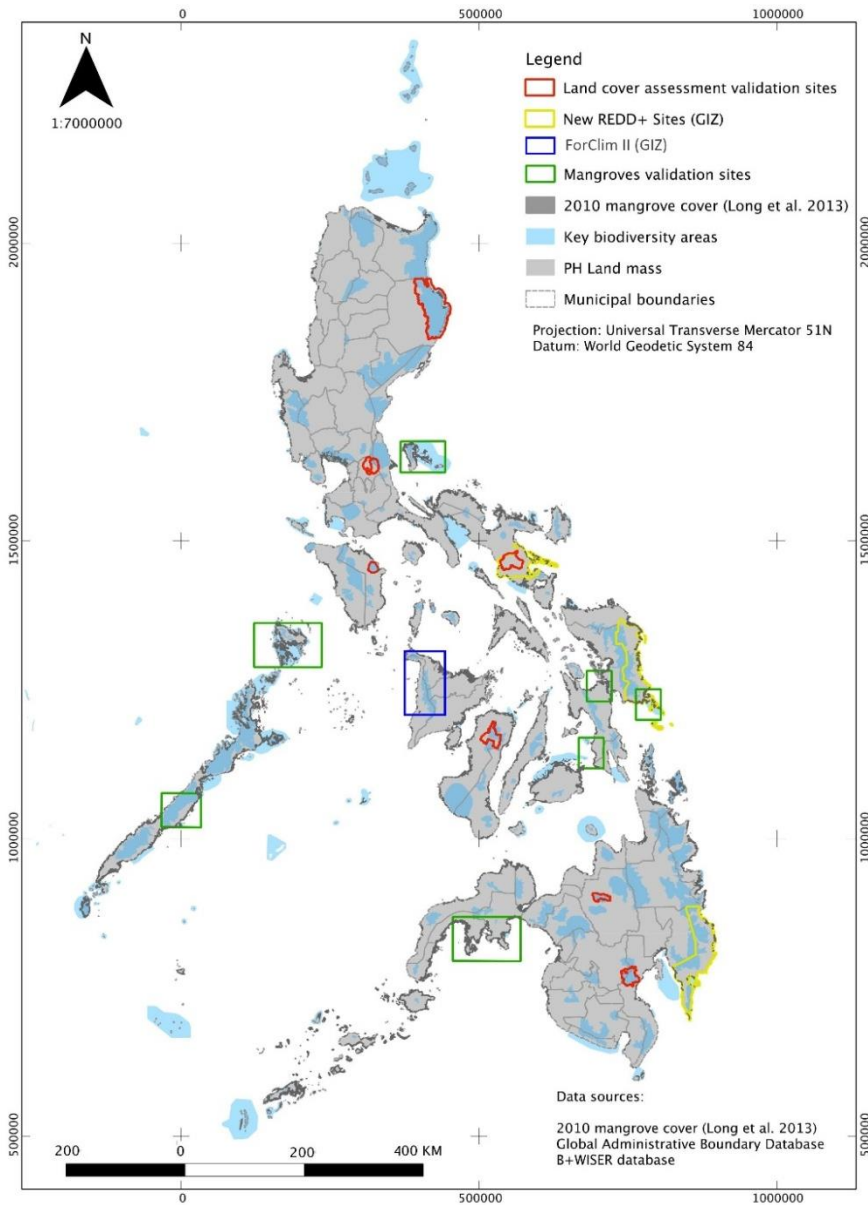 0 500000 1000000
N
1:7000000
Legend
Land cover assessment validation sites
New REDD+ Sites (GIZ)
ForClim II (GIZ)
Mangroves validation sites
2010 mangrove cover (Long et al. 2013)
Key biodiversity areas
PH Land mass
Municipal boundaries
Projection: Universal Transverse Mercator 51N
Datum: World Geodetic System 84
2000000 2000000
1500000 1500000
1000000 1000000
500000 500000
Data sources:
2010 mangrove cover (Long et al. 2013)
Global Administrative Boundary Database
B+WISER database
200 0 200 400 KM
0 500000 1000000